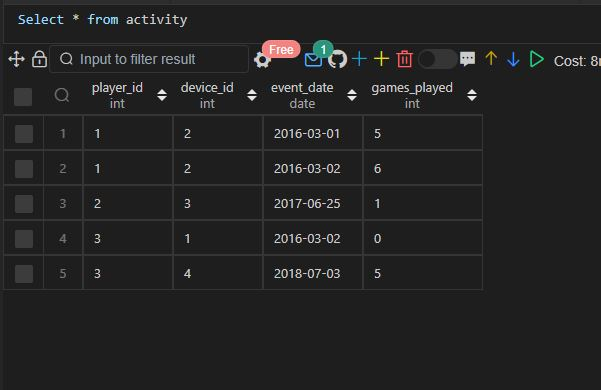 Select * from activity
Input to filter result
Free
1
Cost: 8
player_id device_id event_date games_played
int int date int
1 1 2 2016-03-01 5
2 1 2 2016-03-02 6
3 2 3 2017-06-25 1
4 3 1 2016-03-02 0
5 3 4 2018-07-03 5